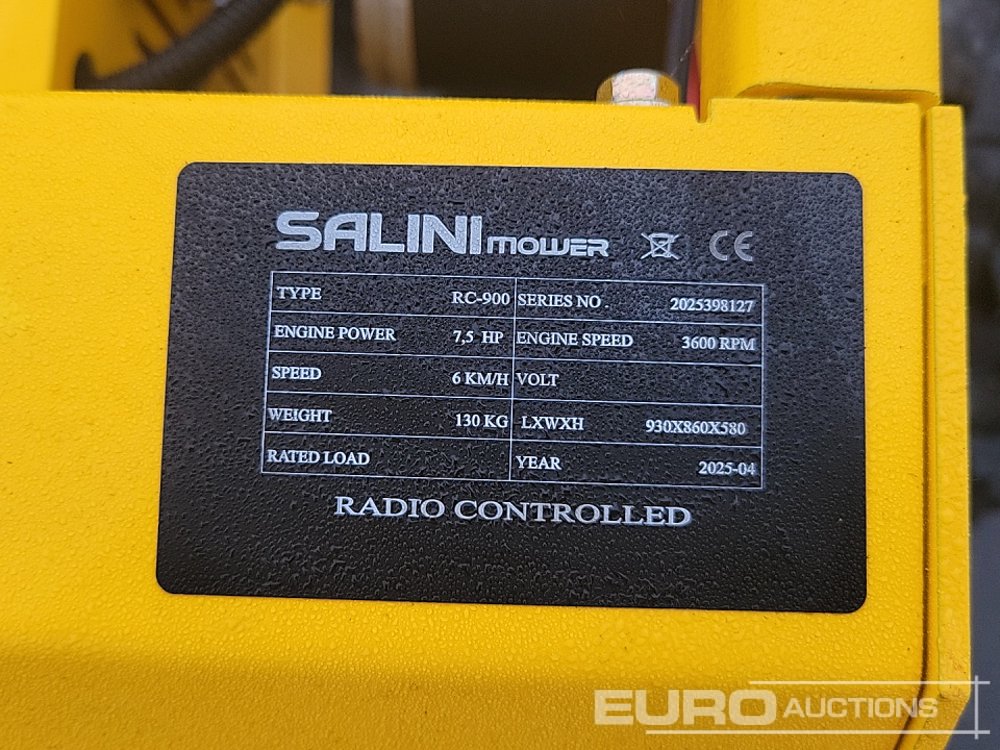 SALINI MOWER CE
TYPE RC-900 SERIES NO .  2025398127
ENGINE POWER 7,5 HP ENGINE SPEED 3600 RPM
SPEED 6 KM/H VOLT
WEIGHT 130 KG LXWXH 930X860X580
RATED LOAD YEAR 2025-04
RADIO CONTROLLED
EURO AUCTIONS